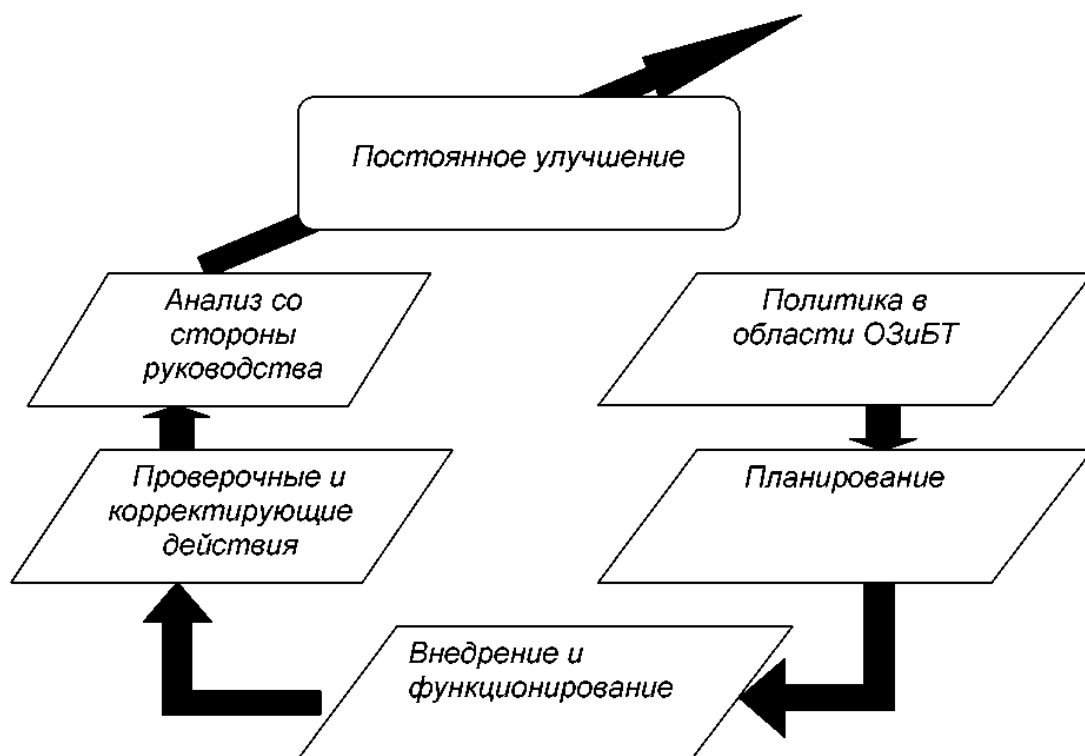 Постоянное улучшение
Анализ со
стороны
руководства
Политика в
области ОЗиБТ
Проверочные и
корректирующие
действия
Планирование
Внедрение и
функционирование